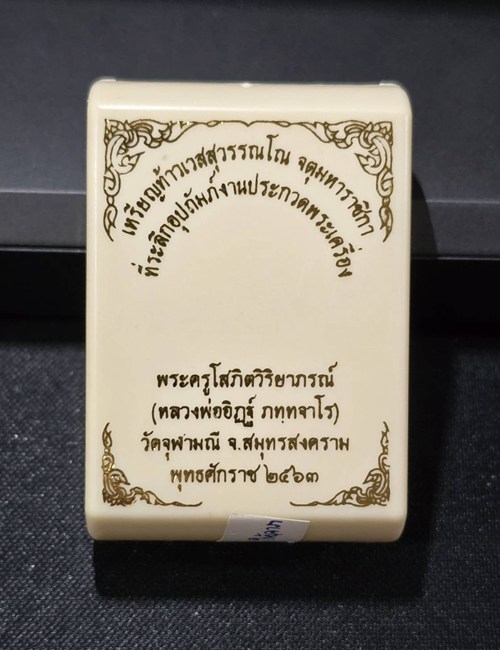 เหรียญท้าวเวสสุวรรณโณ จตุมหาราชิกา
ที่ระลึกอุปถัมภ์งานประกวดพระเครื่อง
พระครูโสภิตวิริยาภรณ์
(หลวงพ่ออิฏฐ์ ภทฺทจาโร)
วัดจุฬามณี จ.สมุทรสงคราม
พุทธศักราช ๒๕๖๓